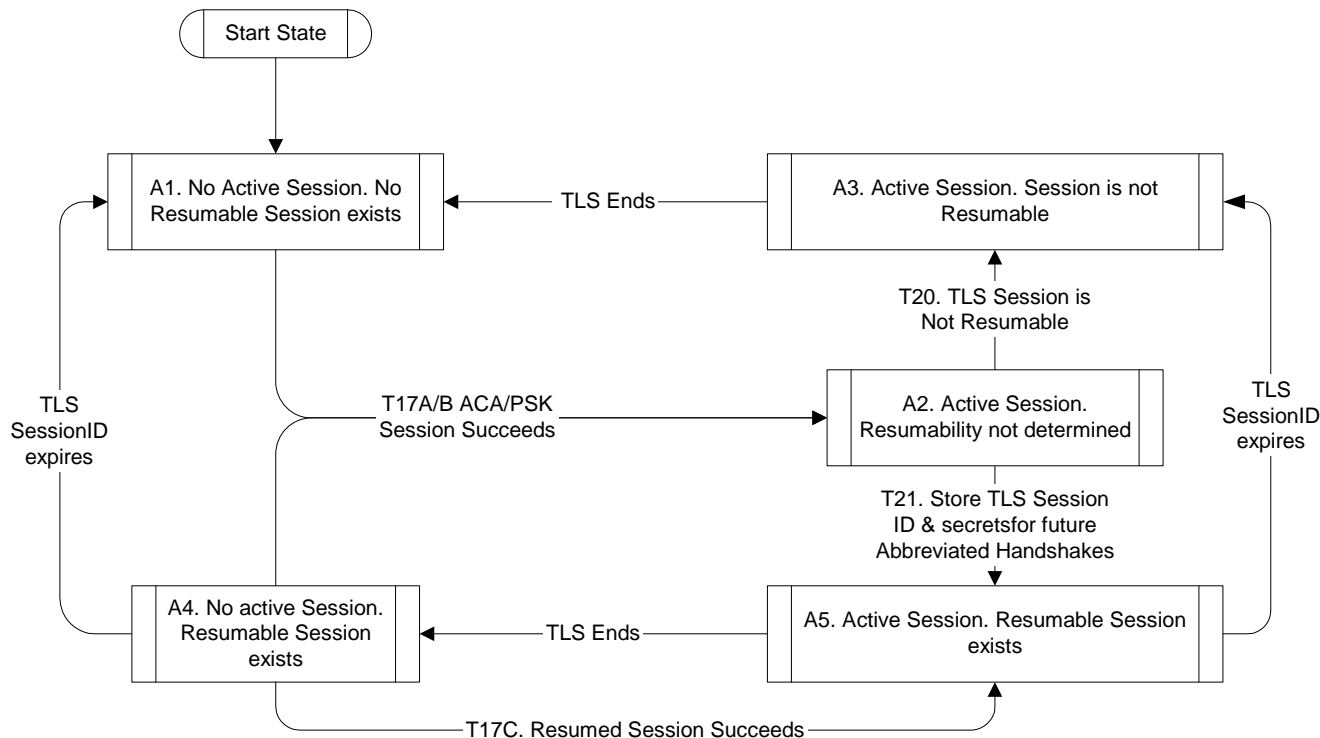 Start State
A1. No Active Session. No
Resumable Session exists
TLS Ends
A3. Active Session. Session is not
Resumable
T20. TLS Session is
Not Resumable
TLS
SessionID
expires
T17A/B ACA/PSK
Session Succeeds
A2. Active Session.
Resumability not determined
TLS
SessionID
expires
T21. Store TLS Session
ID & secretsfor future
Abbreviated Handshakes
A4. No active Session.
Resumable Session
exists
TLS Ends
A5. Active Session. Resumable Session
exists
T17C. Resumed Session Succeeds